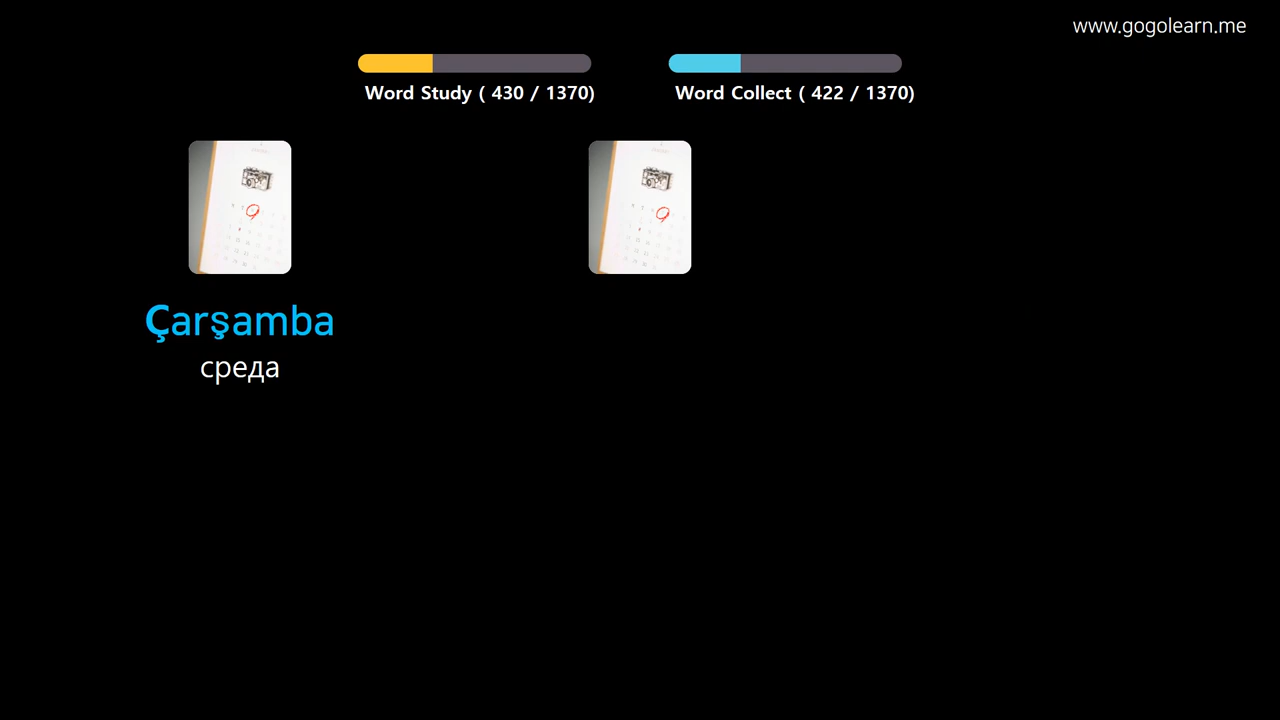 www.gogolearn.me
Word Study ( 430 / 1370)
Word Collect ( 422 / 1370)
Çarşamba
среда